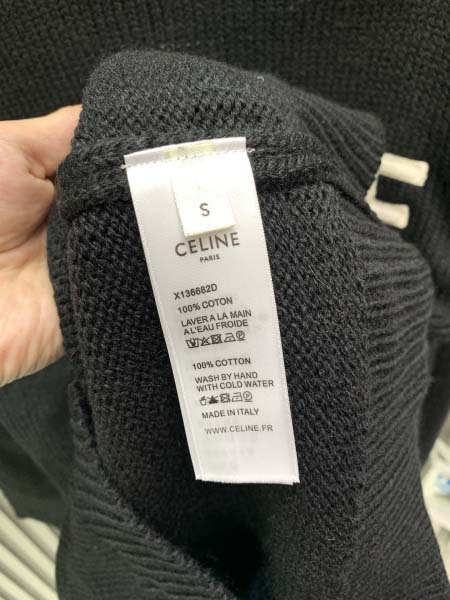 S
CELINE
PARIS
X136682D
100% COTON
LAVER A LA MAIN
A L'EAU FROIDE
100% COTTON
WASH BY HAND
WITH COLD WATER
MADE IN ITALY
WWW.CELINE.FR
E